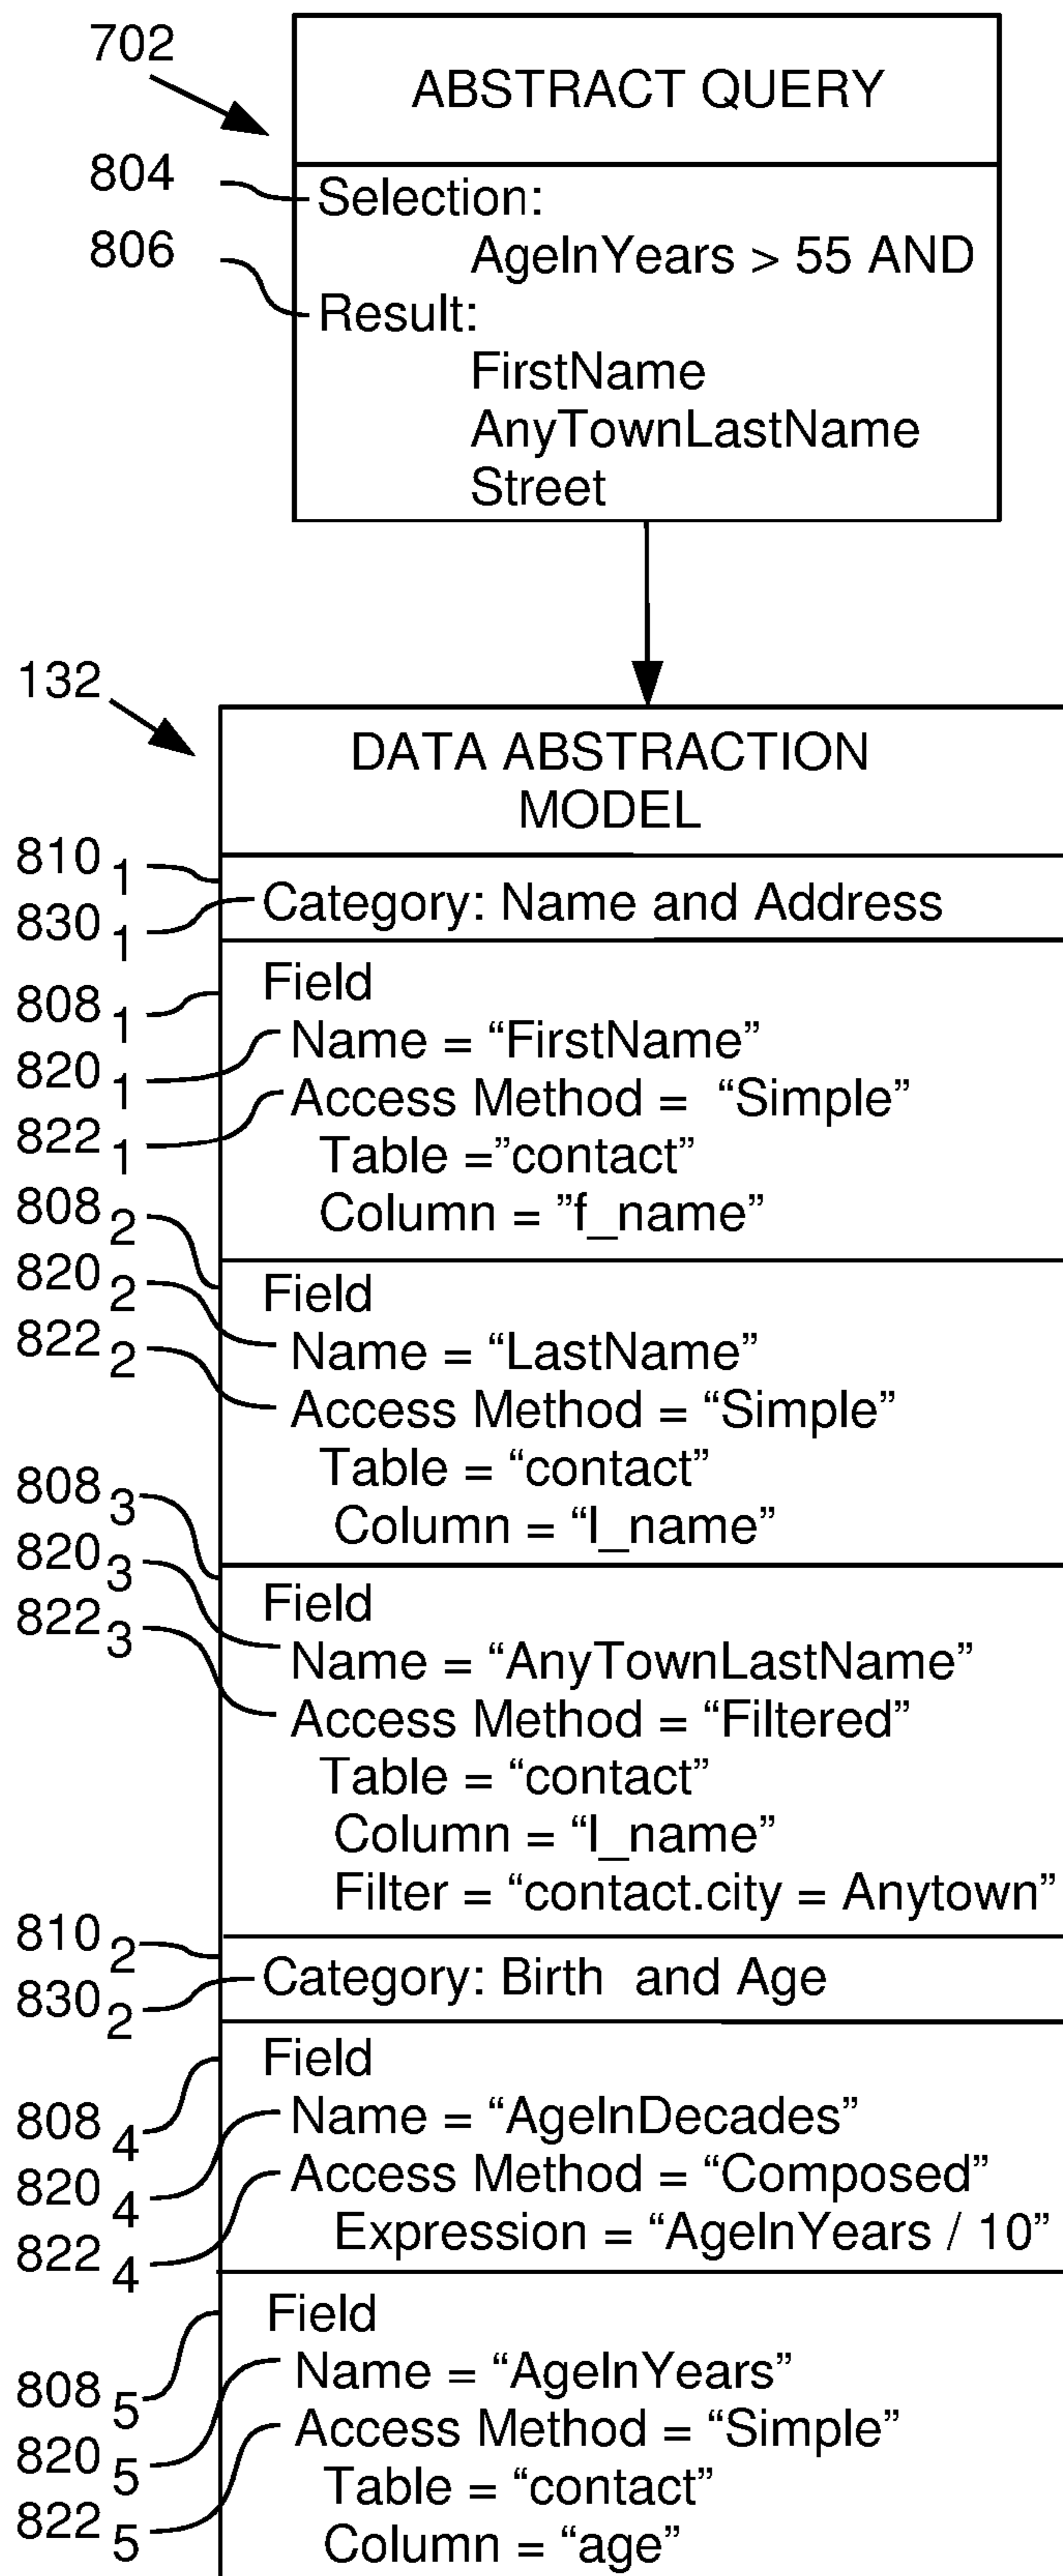 702
ABSTRACT QUERY
804
Selection:
AgeInYears > 55 AND
806
Result:
FirstName
AnyTownLastName
Street
132
DATA ABSTRACTION
MODEL
810 1
830 1
Category: Name and Address
808 1
Field
820 1
Name = “FirstName”
822 1
Access Method = “Simple”
Table =”contact”
Column = ”f_name”
808 2
Field
820 2
Name = “LastName”
822 2
Access Method = “Simple”
Table = “contact”
Column = “l_name”
808 3
Field
820 3
Name = “AnyTownLastName”
822 3
Access Method = “Filtered”
Table = “contact”
Column = “l_name”
Filter = “contact.city = Anytown”
810 2
830 2
Category: Birth and Age
808 4
Field
820 4
Name = “AgeInDecades”
822 4
Access Method = “Composed”
Expression = “AgeInYears / 10”
808 5
Field
820 5
Name = “AgeInYears”
822 5
Access Method = “Simple”
Table = “contact”
Column = “age”